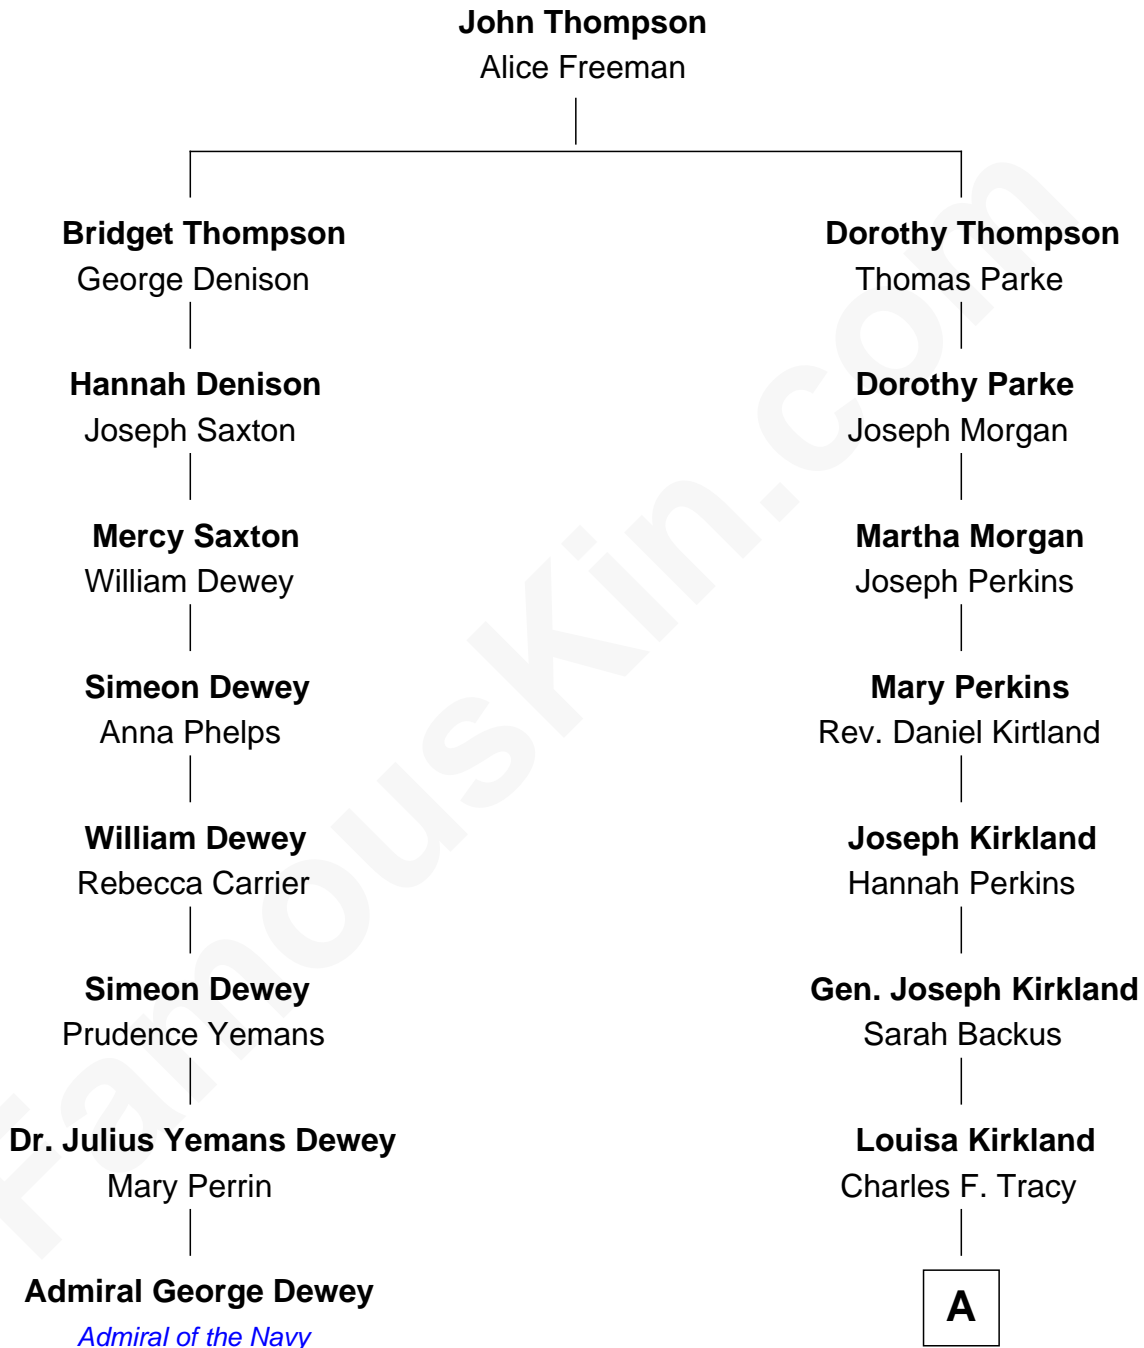 John Thompson
Alice Freeman
Bridget Thompson
George Denison
Dorothy Thompson
Thomas Parke
Hannah Denison
Joseph Saxton
Dorothy Parke
Joseph Morgan
Mercy Saxton
William Dewey
Martha Morgan
Joseph Perkins
Simeon Dewey
Anna Phelps
Mary Perkins
Rev. Daniel Kirtland
William Dewey
Rebecca Carrier
Joseph Kirkland
Hannah Perkins
Simeon Dewey
Prudence Yemans
Gen. Joseph Kirkland
Sarah Backus
Dr. Julius Yemans Dewey
Mary Perrin
Louisa Kirkland
Charles F. Tracy
Admiral George Dewey
Admiral of the Navy
A
FamousKin.com